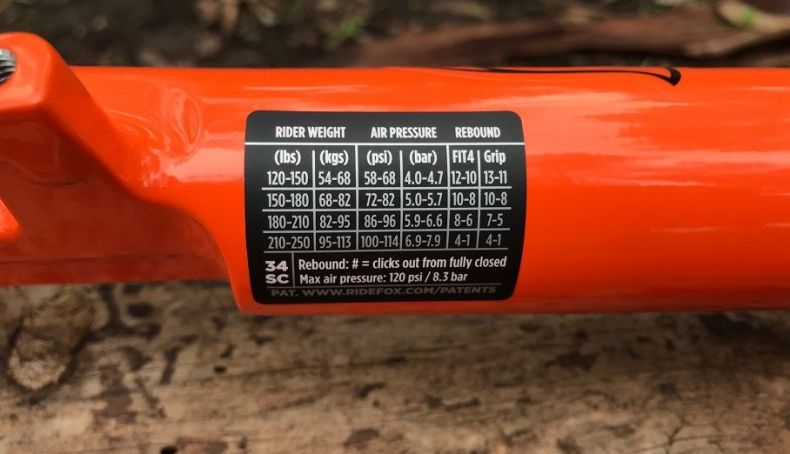 RIDER WEIGHT AIR PRESSURE REBOUND
(lbs) (kgs) (psi) (bar) FIT4 Grip
120-150 54-68 58-68 4.0-4.7 12-10 13-11
150-180 68-82 72-82 5.0-5.7 10-8 10-8
180-210 82-95 86-96 5.9-6.6 8-6 7-5
210-250 95-113 100-114 6.9-7.9 4-1 4-1
34 Rebound: # = clicks out from fully closed
SC Max air pressure: 120 psi / 8.3 bar
PAT. WWW.RIDEFOX.COM/PATENTS